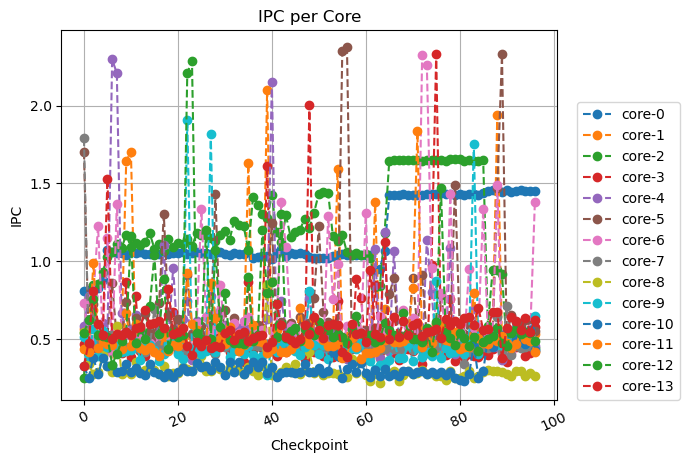 IPC per Core
IPC
2.0
1.5
1.0
0.5
0
20
40
60
80
100
Checkpoint
core-0
core-1
core-2
core-3
core-4
core-5
core-6
core-7
core-8
core-9
core-10
core-11
core-12
core-13